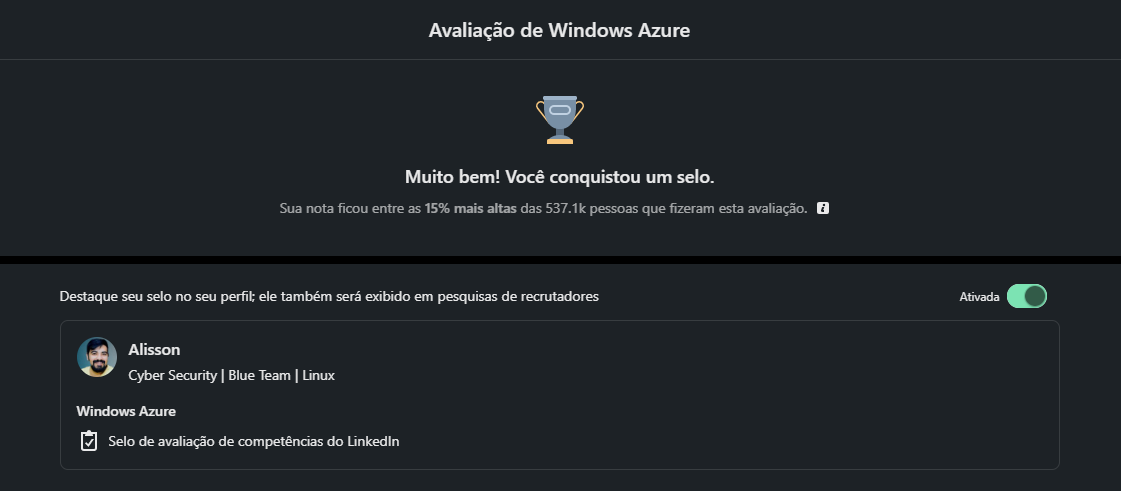 Avaliação de Windows Azure
Muito bem! Você conquistou um selo.
Sua nota ficou entre as 15% mais altas das 537.1k pessoas que fizeram esta avaliação.
Destaque seu selo no seu perfil; ele também será exibido em pesquisas de recrutadores
Ativada
Alisson
Cyber Security | Blue Team | Linux
Windows Azure
Selo de avaliação de competências do LinkedIn